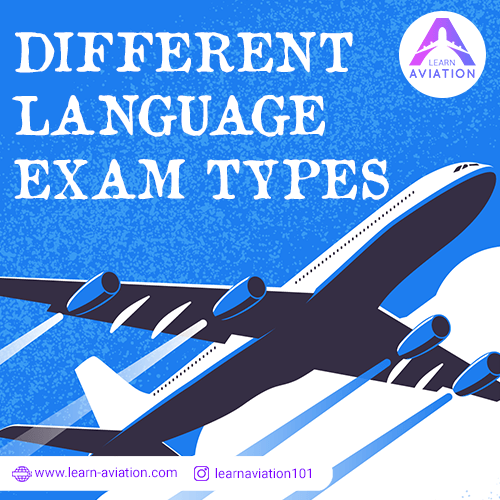 DIFFERENT
LANGUAGE
EXAM TYPES
LEARN
AVIATION
www.learn-aviation.com
learnaviation101